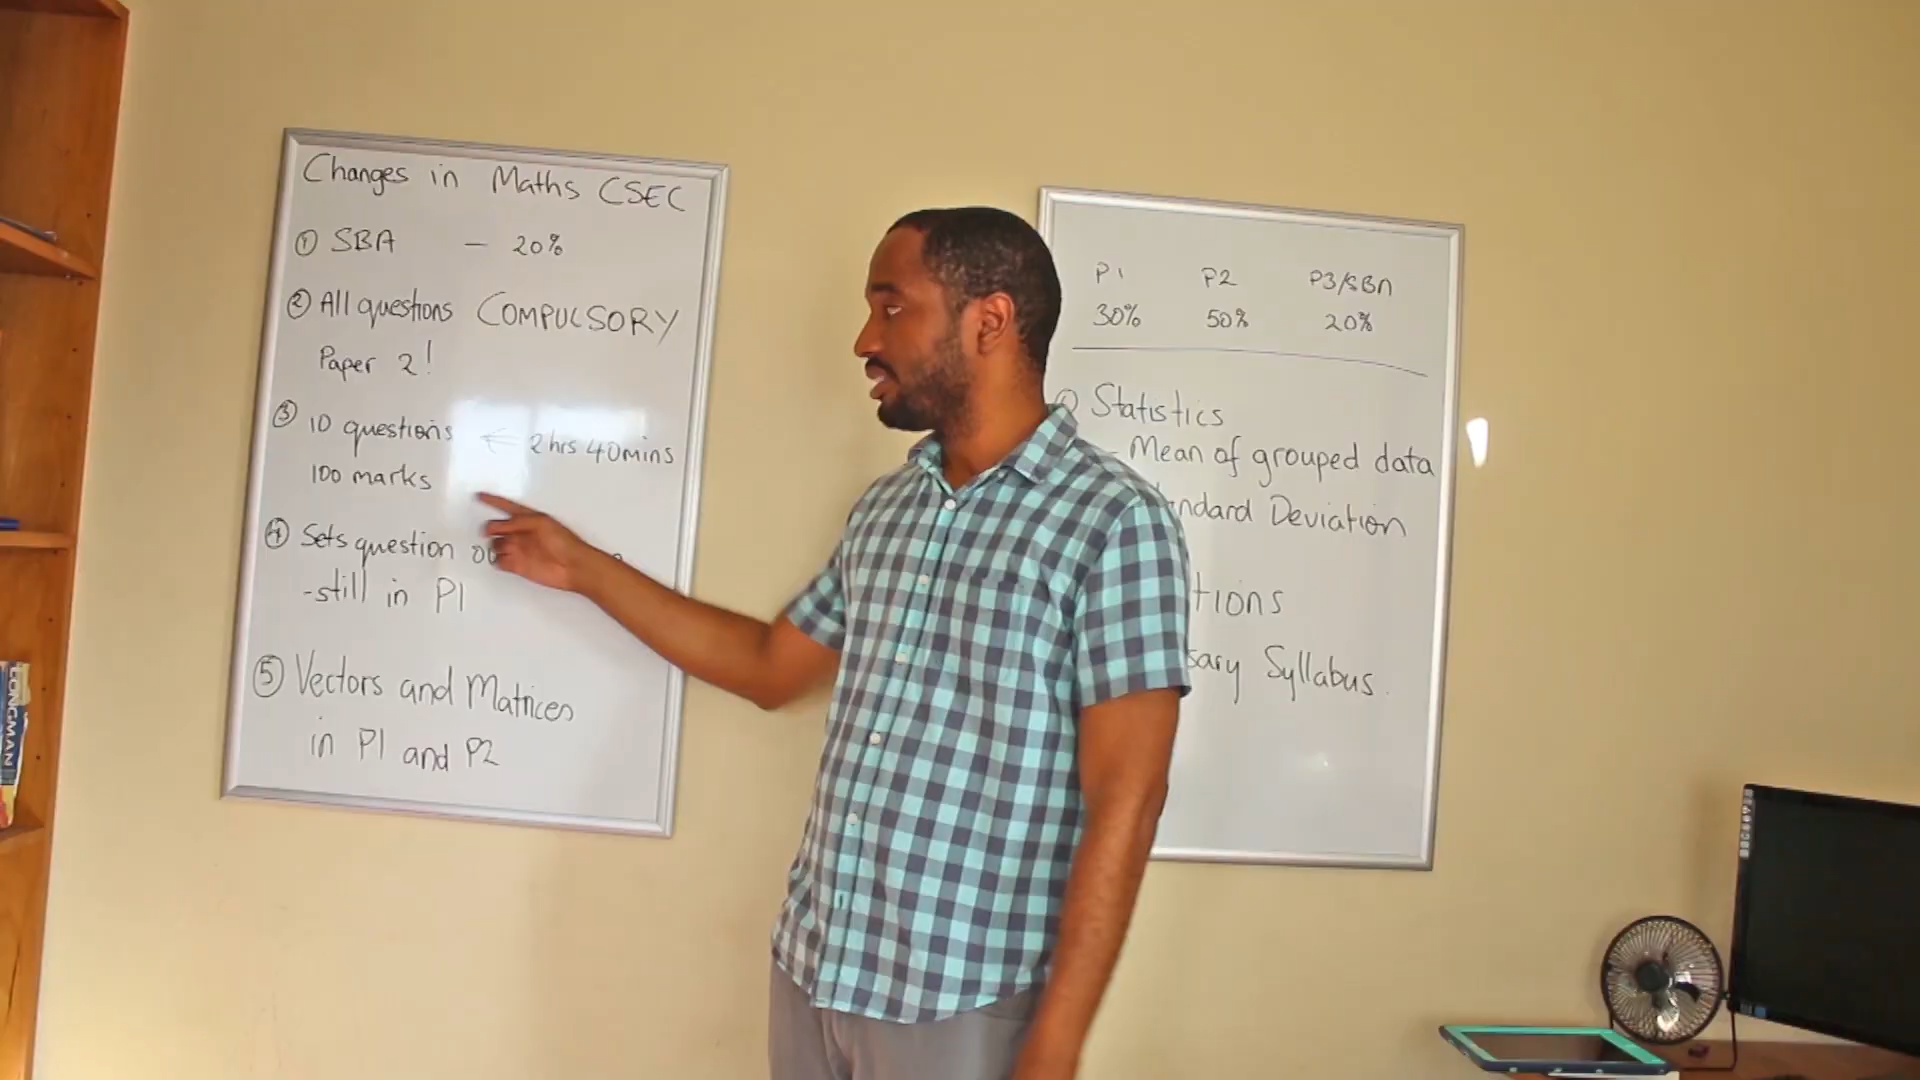 Changes in Maths CSEC
① SBA - 20%
② All questions COMPULSORY
Paper 2!
③ 10 questions ← 2 hrs 40mins
100 marks
④ Sets question
-still in P1
⑤ Vectors and Matrices
in P1 and P2
P1 P2 P3/SBA
30% 50% 20%
Statistics
- Mean of grouped data
ndard Deviation
tions
sary Syllabus.
LONGMAN